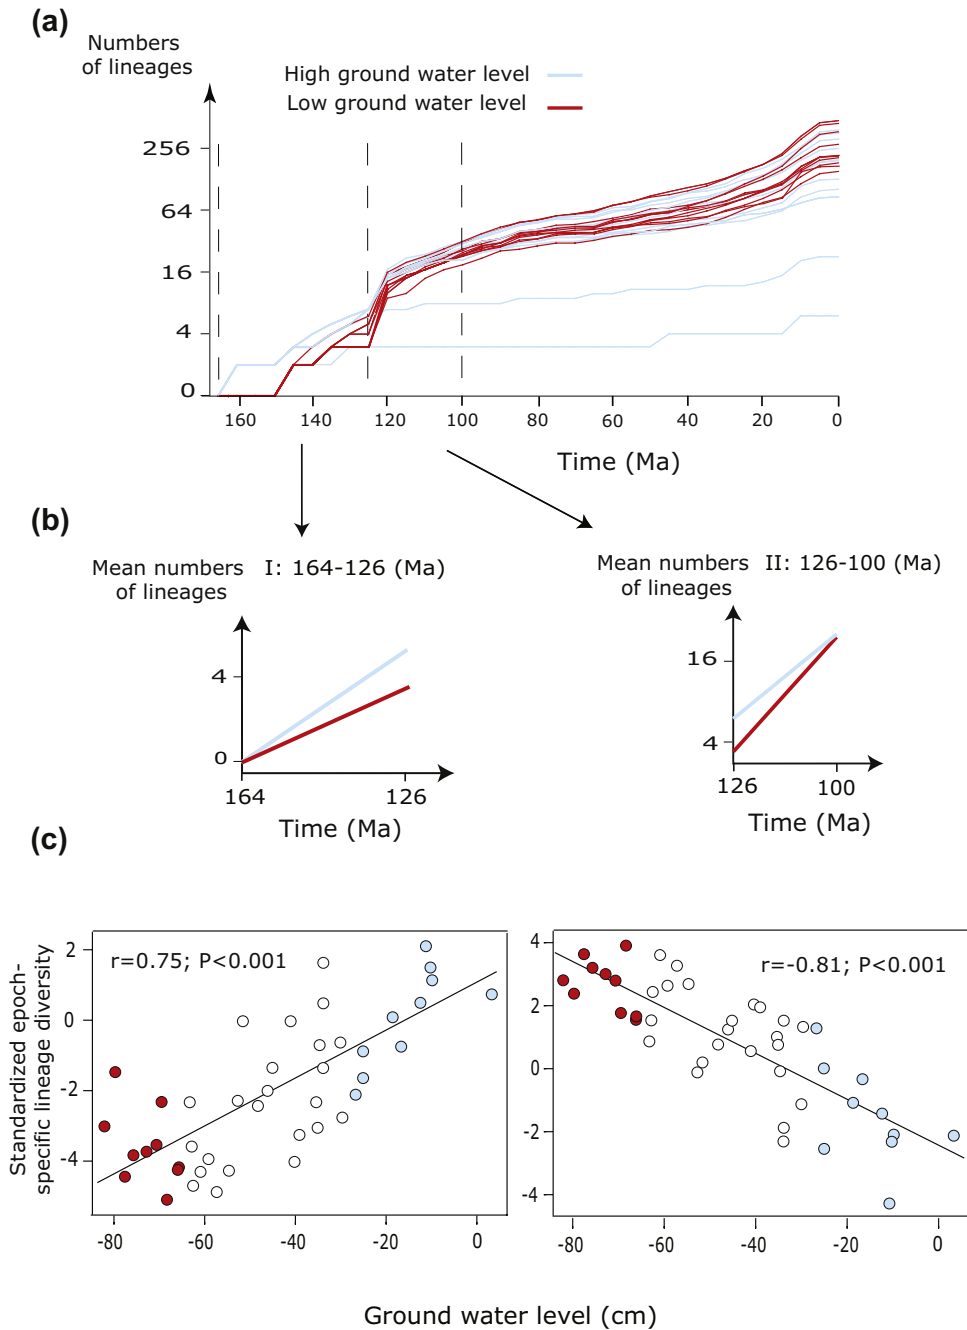 (a)
Numbers
of lineages
High ground water level
Low ground water level
256
64
16
4
0
160 140 120 100 80 60 40 20 0
Time (Ma)
(b)
Mean numbers
of lineages
I: 164-126 (Ma)
4
0
164 126
Time (Ma)
Mean numbers
of lineages
II: 126-100 (Ma)
16
4
126 100
Time (Ma)
(c)
Standardized epoch-
specific lineage diversity
r=0.75; P<0.001
2
0
-2
-4
-80 -60 -40 -20 0
r=-0.81; P<0.001
4
2
0
-2
-4
-80 -60 -40 -20 0
Ground water level (cm)